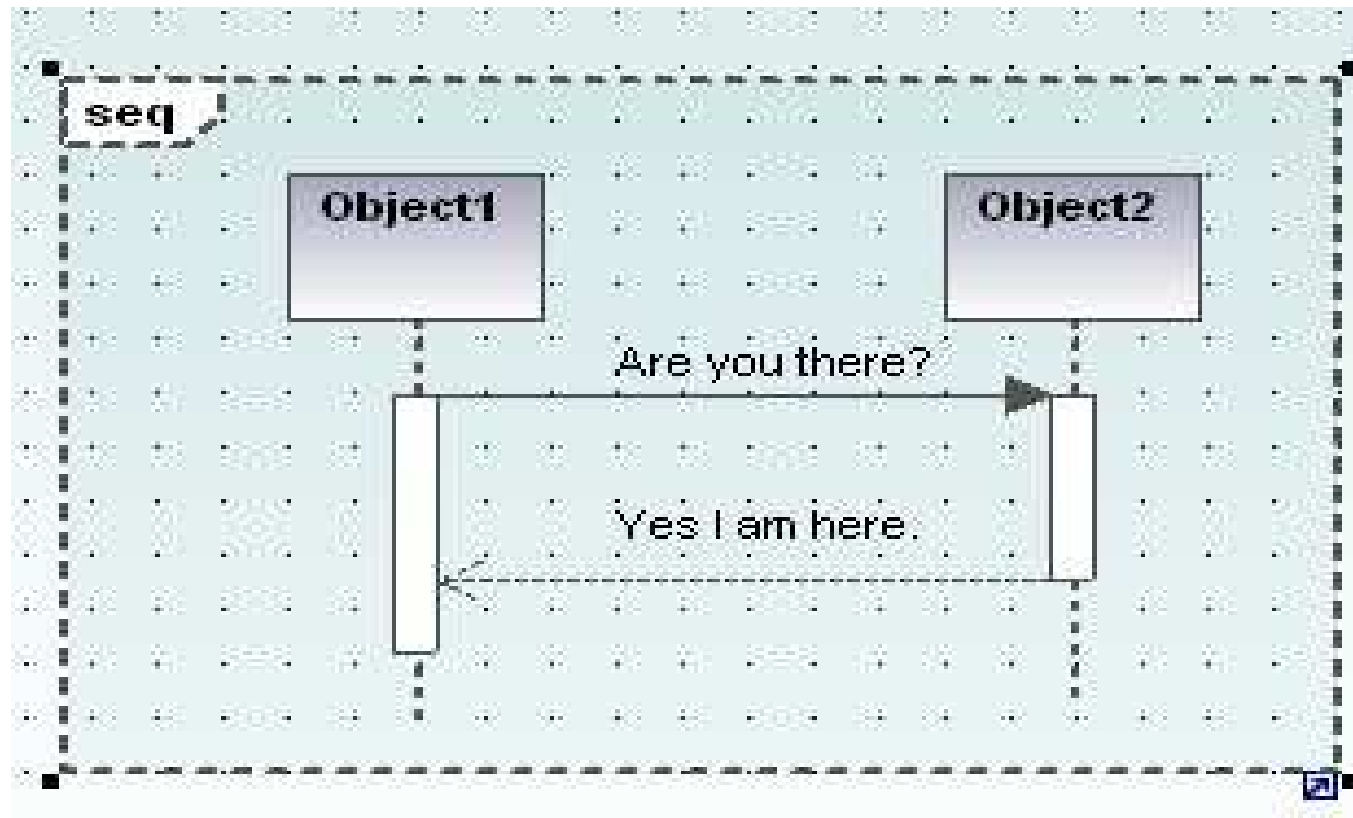 seq
Object1
Object2
Are you there?
Yes I am here.